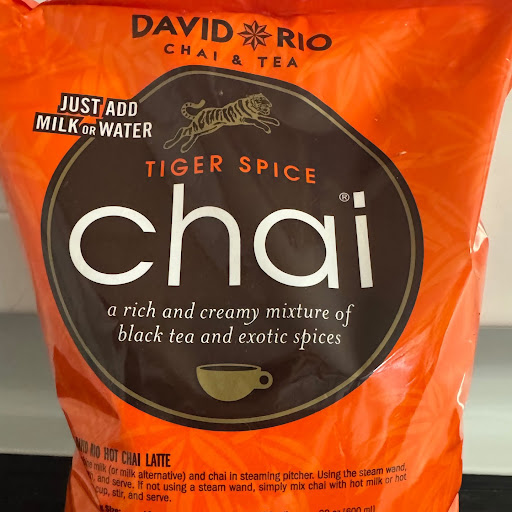 DAVID RIO
CHAI & TEA
JUST ADD
MILK OR WATER
TIGER SPICE
chai®
a rich and creamy mixture of
black tea and exotic spices
RIO HOT CHAI LATTE
milk (or milk alternative) and chai in steaming pitcher. Using the steam wand,
and serve. If not using a steam wand, simply mix chai with hot milk or hot
cup, stir, and serve.